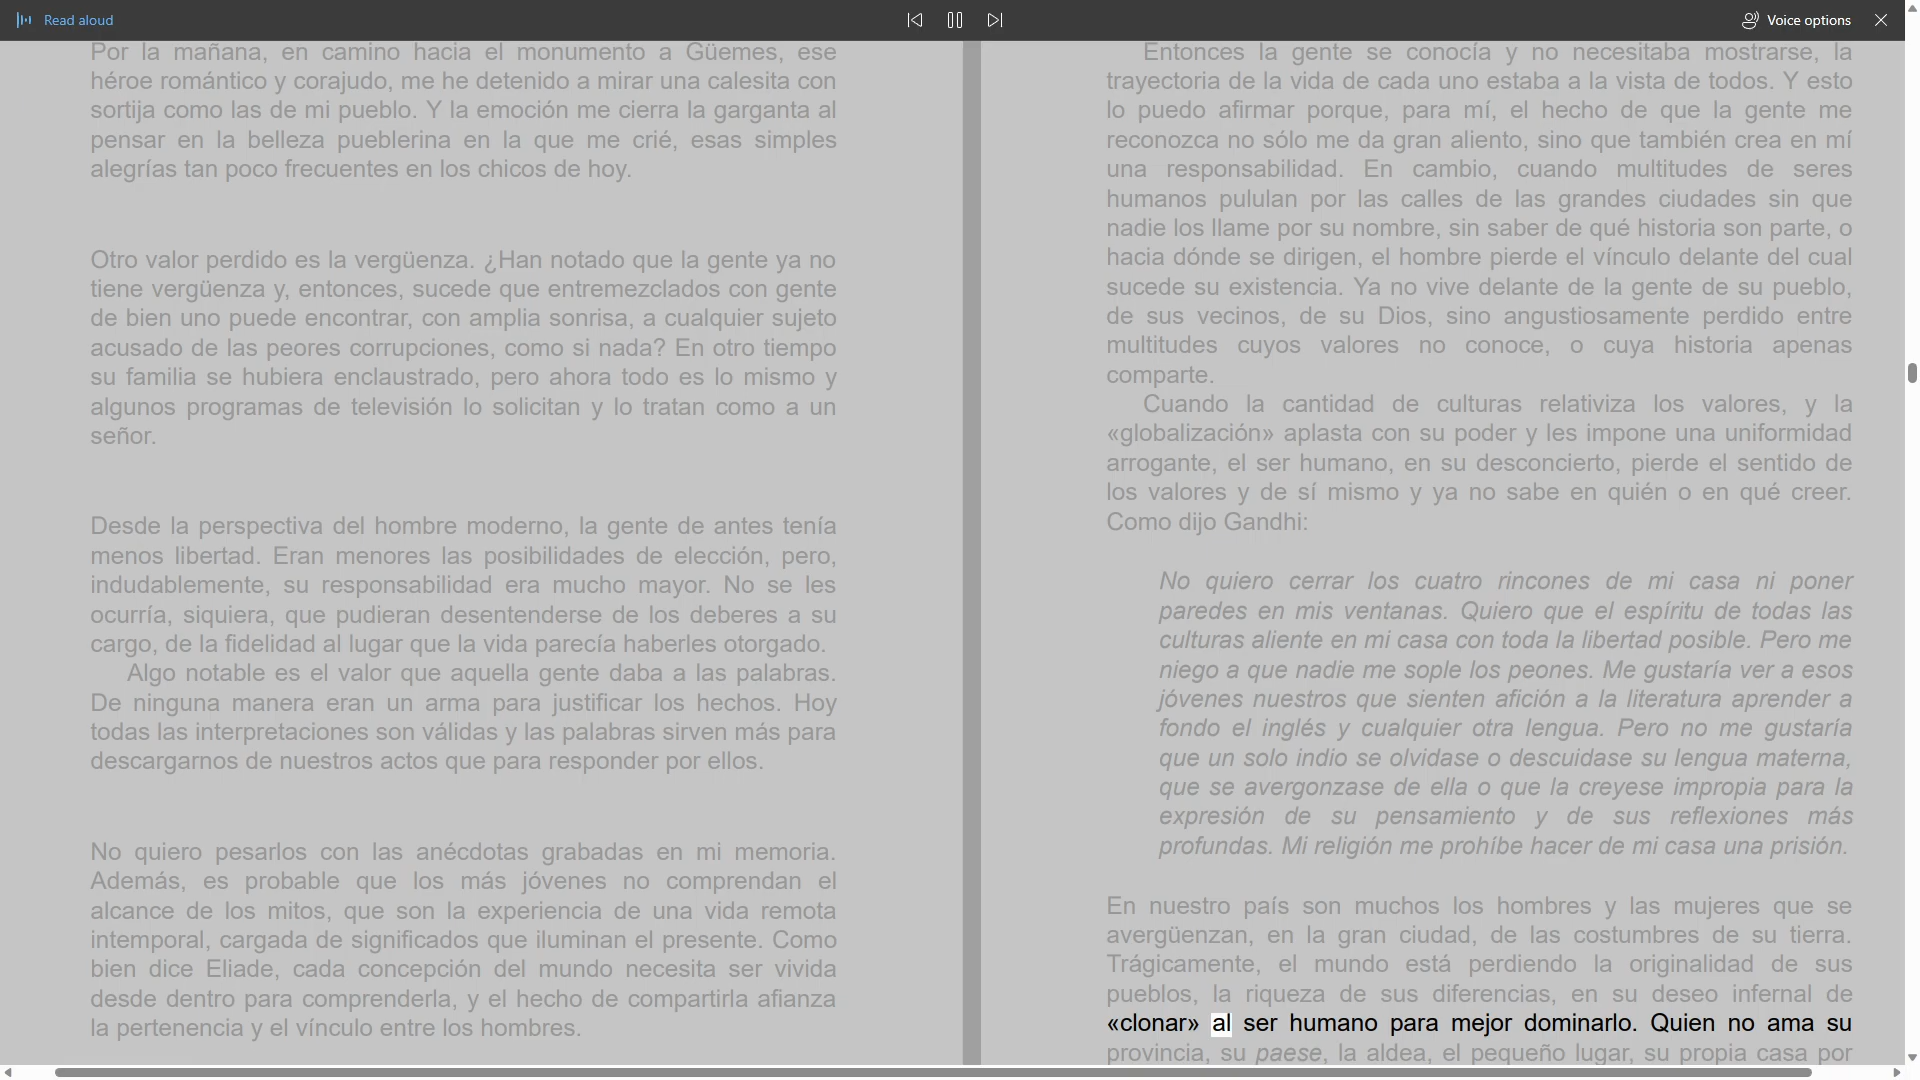 Read aloud
Voice options
Por la mañana, en camino hacia el monumento a Güemes, ese
héroe romántico y corajudo, me he detenido a mirar una calesita con
sortija como las de mi pueblo. Y la emoción me cierra la garganta al
pensar en la belleza pueblerina en la que me crié, esas simples
alegrías tan poco frecuentes en los chicos de hoy.
Otro valor perdido es la vergüenza. ¿Han notado que la gente ya no
tiene vergüenza y, entonces, sucede que entremezclados con gente
de bien uno puede encontrar, con amplia sonrisa, a cualquier sujeto
acusado de las peores corrupciones, como si nada? En otro tiempo
su familia se hubiera enclaustrado, pero ahora todo es lo mismo y
algunos programas de televisión lo solicitan y lo tratan como a un
señor.
Desde la perspectiva del hombre moderno, la gente de antes tenía
menos libertad. Eran menores las posibilidades de elección, pero,
indudablemente, su responsabilidad era mucho mayor. No se les
ocurría, siquiera, que pudieran desentenderse de los deberes a su
cargo, de la fidelidad al lugar que la vida parecía haberles otorgado.
Algo notable es el valor que aquella gente daba a las palabras.
De ninguna manera eran un arma para justificar los hechos. Hoy
todas las interpretaciones son válidas y las palabras sirven más para
descargarnos de nuestros actos que para responder por ellos.
No quiero pesarlos con las anécdotas grabadas en mi memoria.
Además, es probable que los más jóvenes no comprendan el
alcance de los mitos, que son la experiencia de una vida remota
intemporal, cargada de significados que iluminan el presente. Como
bien dice Eliade, cada concepción del mundo necesita ser vivida
desde dentro para comprenderla, y el hecho de compartirla afianza
la pertenencia y el vínculo entre los hombres.
Entonces la gente se conocía y no necesitaba mostrarse, la
trayectoria de la vida de cada uno estaba a la vista de todos. Y esto
lo puedo afirmar porque, para mí, el hecho de que la gente me
reconozca no sólo me da gran aliento, sino que también crea en mí
una responsabilidad. En cambio, cuando multitudes de seres
humanos pululan por las calles de las grandes ciudades sin que
nadie los llame por su nombre, sin saber de qué historia son parte, o
hacia dónde se dirigen, el hombre pierde el vínculo delante del cual
sucede su existencia. Ya no vive delante de la gente de su pueblo,
de sus vecinos, de su Dios, sino angustiosamente perdido entre
multitudes cuyos valores no conoce, o cuya historia apenas
comparte.
Cuando la cantidad de culturas relativiza los valores, y la
«globalización» aplasta con su poder y les impone una uniformidad
arrogante, el ser humano, en su desconcierto, pierde el sentido de
los valores y de sí mismo y ya no sabe en quién o en qué creer.
Como dijo Gandhi:
No quiero cerrar los cuatro rincones de mi casa ni poner
paredes en mis ventanas. Quiero que el espíritu de todas las
culturas aliente en mi casa con toda la libertad posible. Pero me
niego a que nadie me sople los peones. Me gustaría ver a esos
jóvenes nuestros que sienten afición a la literatura aprender a
fondo el inglés y cualquier otra lengua. Pero no me gustaría
que un solo indio se olvidase o descuidase su lengua materna,
que se avergonzase de ella o que la creyese impropia para la
expresión de su pensamiento y de sus reflexiones más
profundas. Mi religión me prohíbe hacer de mi casa una prisión.
En nuestro país son muchos los hombres y las mujeres que se
avergüenzan, en la gran ciudad, de las costumbres de su tierra.
Trágicamente, el mundo está perdiendo la originalidad de sus
pueblos, la riqueza de sus diferencias, en su deseo infernal de
«clonar» al ser humano para mejor dominarlo. Quien no ama su
provincia, su paese, la aldea, el pequeño lugar, su propia casa por